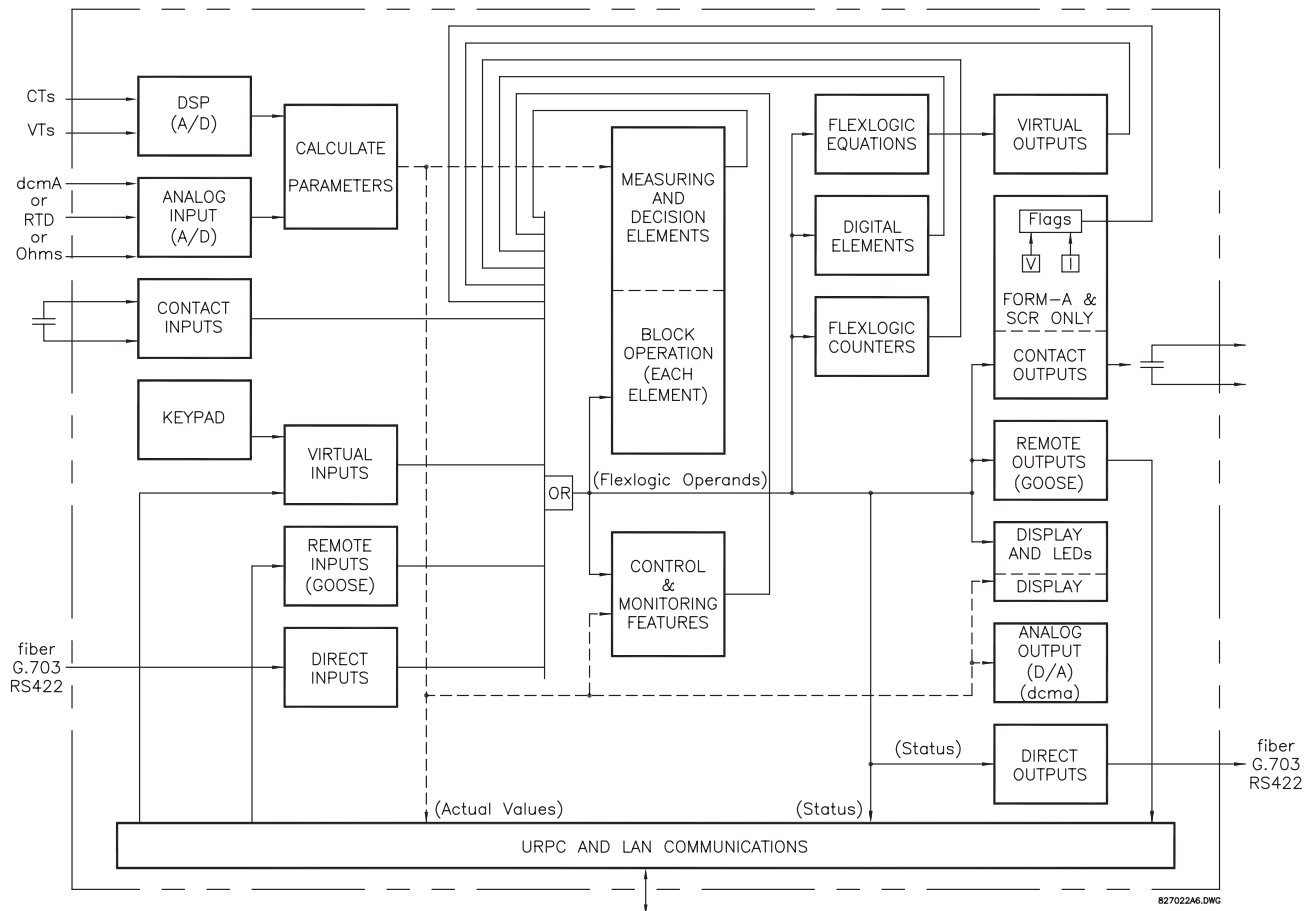 CTs
VTs
DSP
(A/D)
CALCULATE
PARAMETERS
dcmA
or
RTD
or
Ohms
ANALOG
INPUT
(A/D)
CONTACT
INPUTS
KEYPAD
VIRTUAL
INPUTS
REMOTE
INPUTS
(GOOSE)
fiber
G.703
RS422
DIRECT
INPUTS
MEASURING
AND
DECISION
ELEMENTS
BLOCK
OPERATION
(EACH
ELEMENT)
OR
(Flexlogic Operands)
CONTROL
&
MONITORING
FEATURES
FLEXLOGIC
EQUATIONS
DIGITAL
ELEMENTS
FLEXLOGIC
COUNTERS
VIRTUAL
OUTPUTS
Flags
V I
FORM-A &
SCR ONLY
CONTACT
OUTPUTS
REMOTE
OUTPUTS
(GOOSE)
DISPLAY
AND LEDs
DISPLAY
ANALOG
OUTPUT
(D/A)
(dcma)
(Status)
DIRECT
OUTPUTS
fiber
G.703
RS422
(Actual Values)
(Status)
URPC AND LAN COMMUNICATIONS
827022A6.DWG